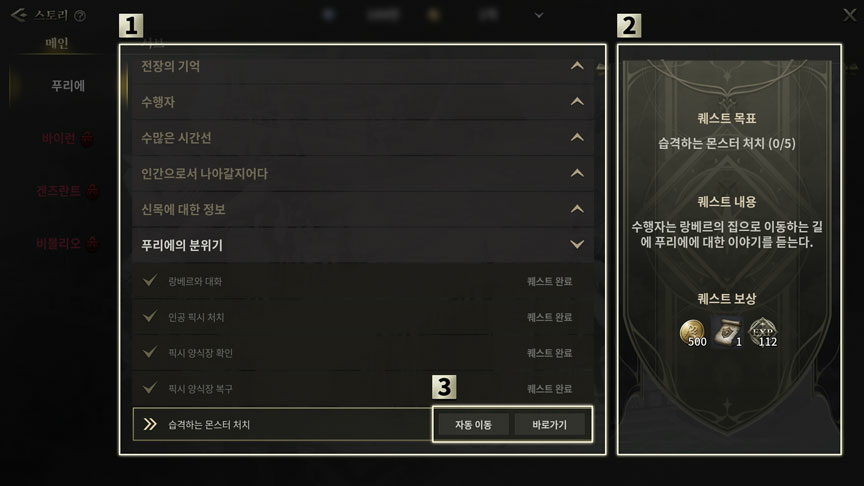 스토리 ?
1
2
메인
푸리에
바이런
겐즈란트
비블리오
전장의 기억
수행자
수많은 시간선
인간으로서 나아갈지어다
신목에 대한 정보
푸리에의 분위기
랑베르와 대화 퀘스트 완료
인공 픽시 처치 퀘스트 완료
픽시 양식장 확인 퀘스트 완료
픽시 양식장 복구 퀘스트 완료
3
습격하는 몬스터 처치 자동 이동 바로가기
퀘스트 목표
습격하는 몬스터 처치 (0/5)
퀘스트 내용
수행자는 랑베르의 집으로 이동하는 길
에 푸리에에 대한 이야기를 듣는다.
퀘스트 보상
EXP
500 1 112